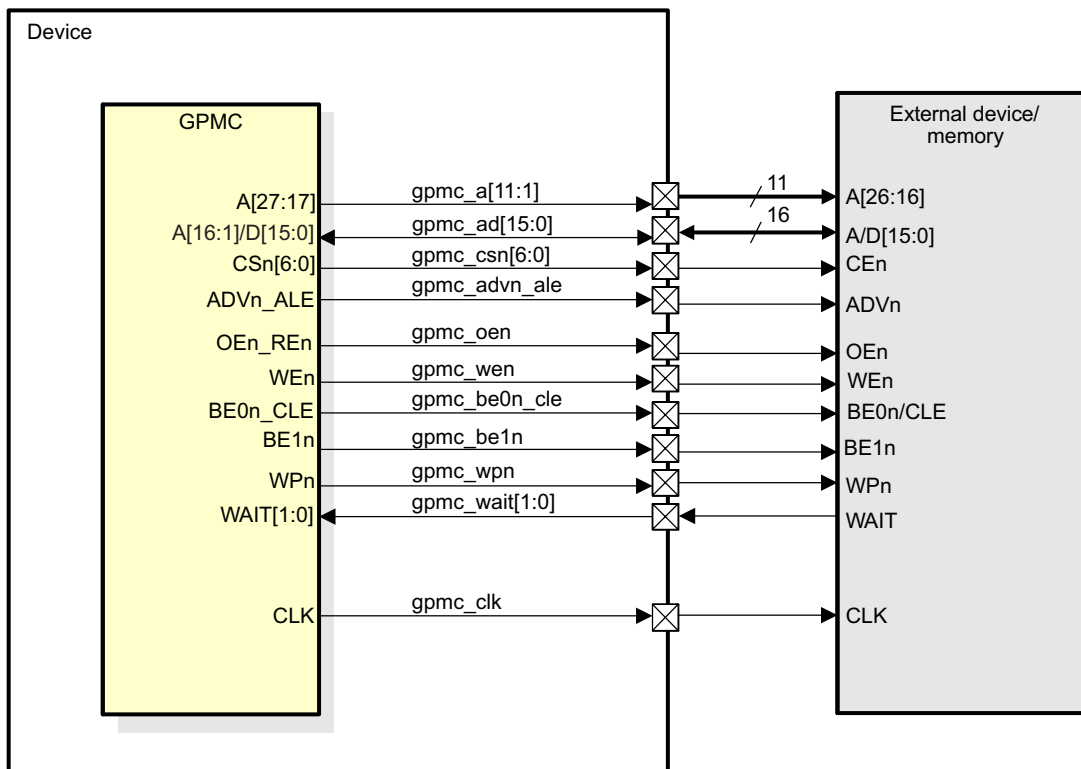 Device
GPMC
External device/
memory
A[27:17]
gpmc_a[11:1]
11
A[26:16]
A[16:1]/D[15:0]
gpmc_ad[15:0]
16
A/D[15:0]
CSn[6:0]
gpmc_csn[6:0]
CEn
ADVn_ALE
gpmc_advn_ale
ADVn
OEn_REn
gpmc_oen
OEn
WEn
gpmc_wen
WEn
BE0n_CLE
gpmc_be0n_cle
BE0n/CLE
BE1n
gpmc_be1n
BE1n
WPn
gpmc_wpn
WPn
WAIT[1:0]
gpmc_wait[1:0]
WAIT
CLK
gpmc_clk
CLK